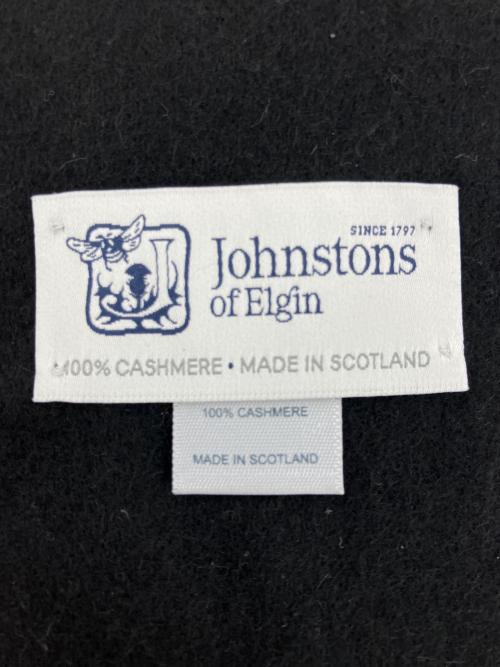 SINCE 1797
Johnstons
of Elgin
100% CASHMERE • MADE IN SCOTLAND
100% CASHMERE
MADE IN SCOTLAND